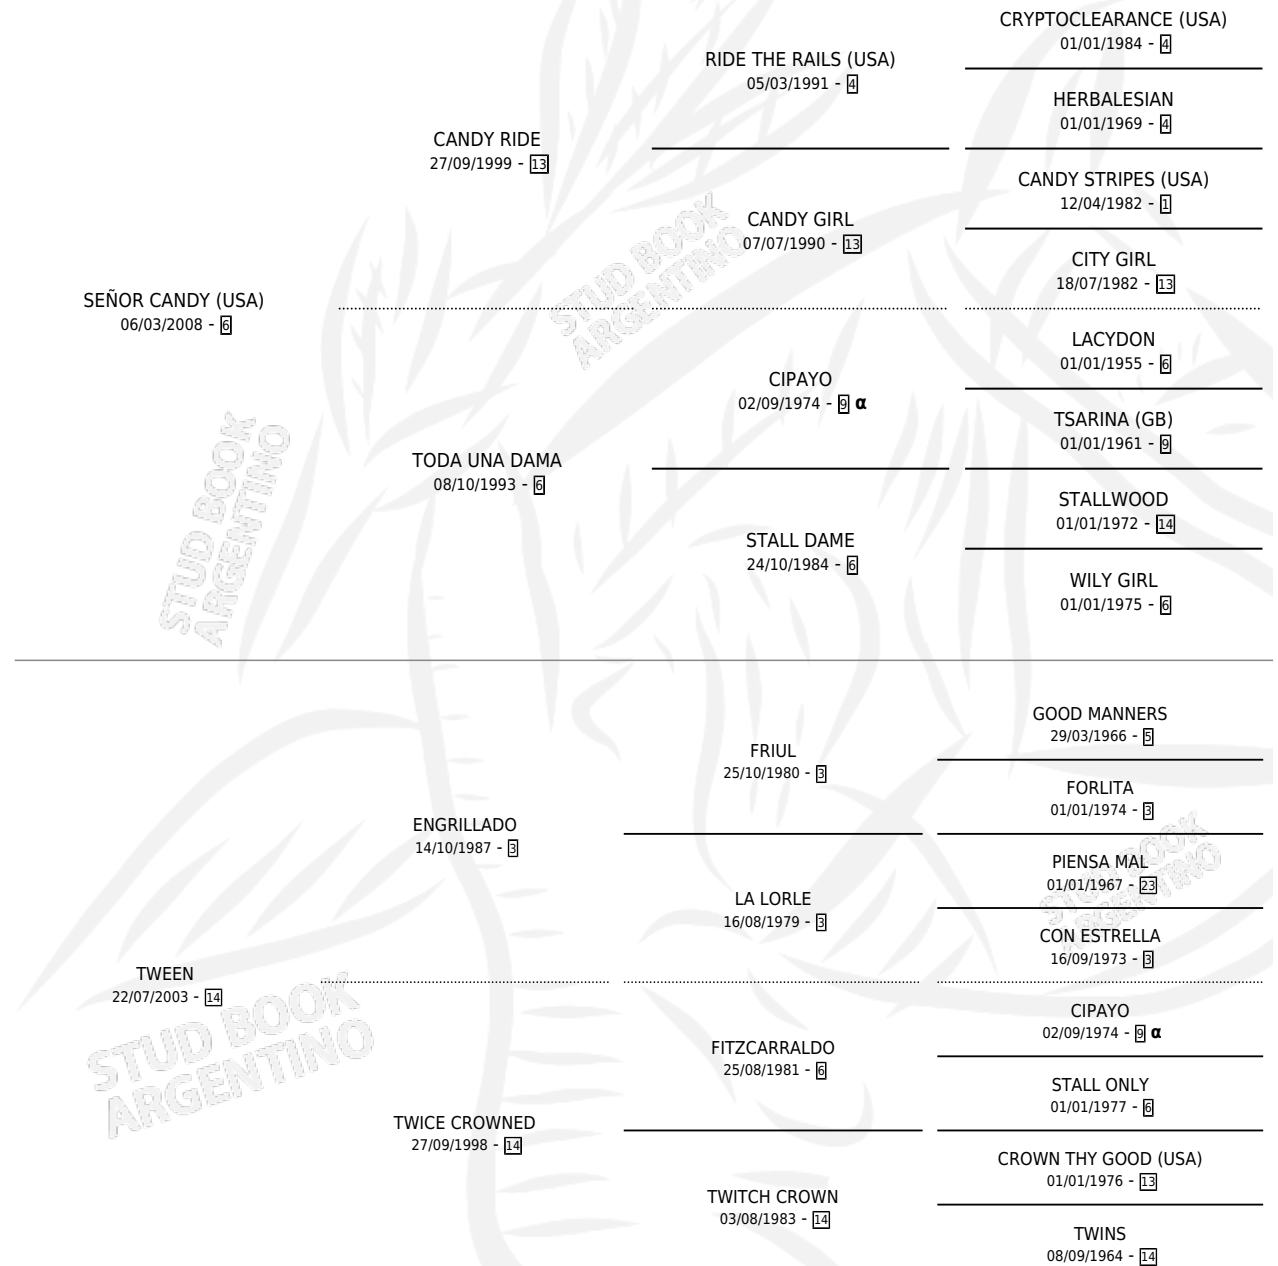 CRYPTOCLEARANCE (USA)
01/01/1984 - 4
RIDE THE RAILS (USA)
05/03/1991 - 4
HERBALESIAN
01/01/1969 - 4
CANDY RIDE
27/09/1999 - 13
CANDY STRIPES (USA)
12/04/1982 - 1
CANDY GIRL
07/07/1990 - 13
CITY GIRL
18/07/1982 - 13
SEÑOR CANDY (USA)
06/03/2008 - 6
STUD BOOK
ARGENTINO
LACYDON
01/01/1955 - 6
CIPAYO
02/09/1974 - 9 α
TSARINA (GB)
01/01/1961 - 9
TODA UNA DAMA
08/10/1993 - 6
STUD BOOK
ARGENTINO
STALLWOOD
01/01/1972 - 14
STALL DAME
24/10/1984 - 6
WILY GIRL
01/01/1975 - 6
GOOD MANNERS
29/03/1966 - 5
FRIUL
25/10/1980 - 3
FORLITA
01/01/1974 - 3
ENGRILLADO
14/10/1987 - 3
PIENSA MAL
01/01/1967 - 23
STUD BOOK
ARGENTINO
LA LORLE
16/08/1979 - 3
CON ESTRELLA
16/09/1973 - 3
TWEEN
22/07/2003 - 14
STUD BOOK
ARGENTINO
CIPAYO
02/09/1974 - 9 α
FITZCARRALDO
25/08/1981 - 6
STALL ONLY
01/01/1977 - 6
TWICE CROWNED
27/09/1998 - 14
CROWN THY GOOD (USA)
01/01/1976 - 13
TWITCH CROWN
03/08/1983 - 14
TWINS
08/09/1964 - 14